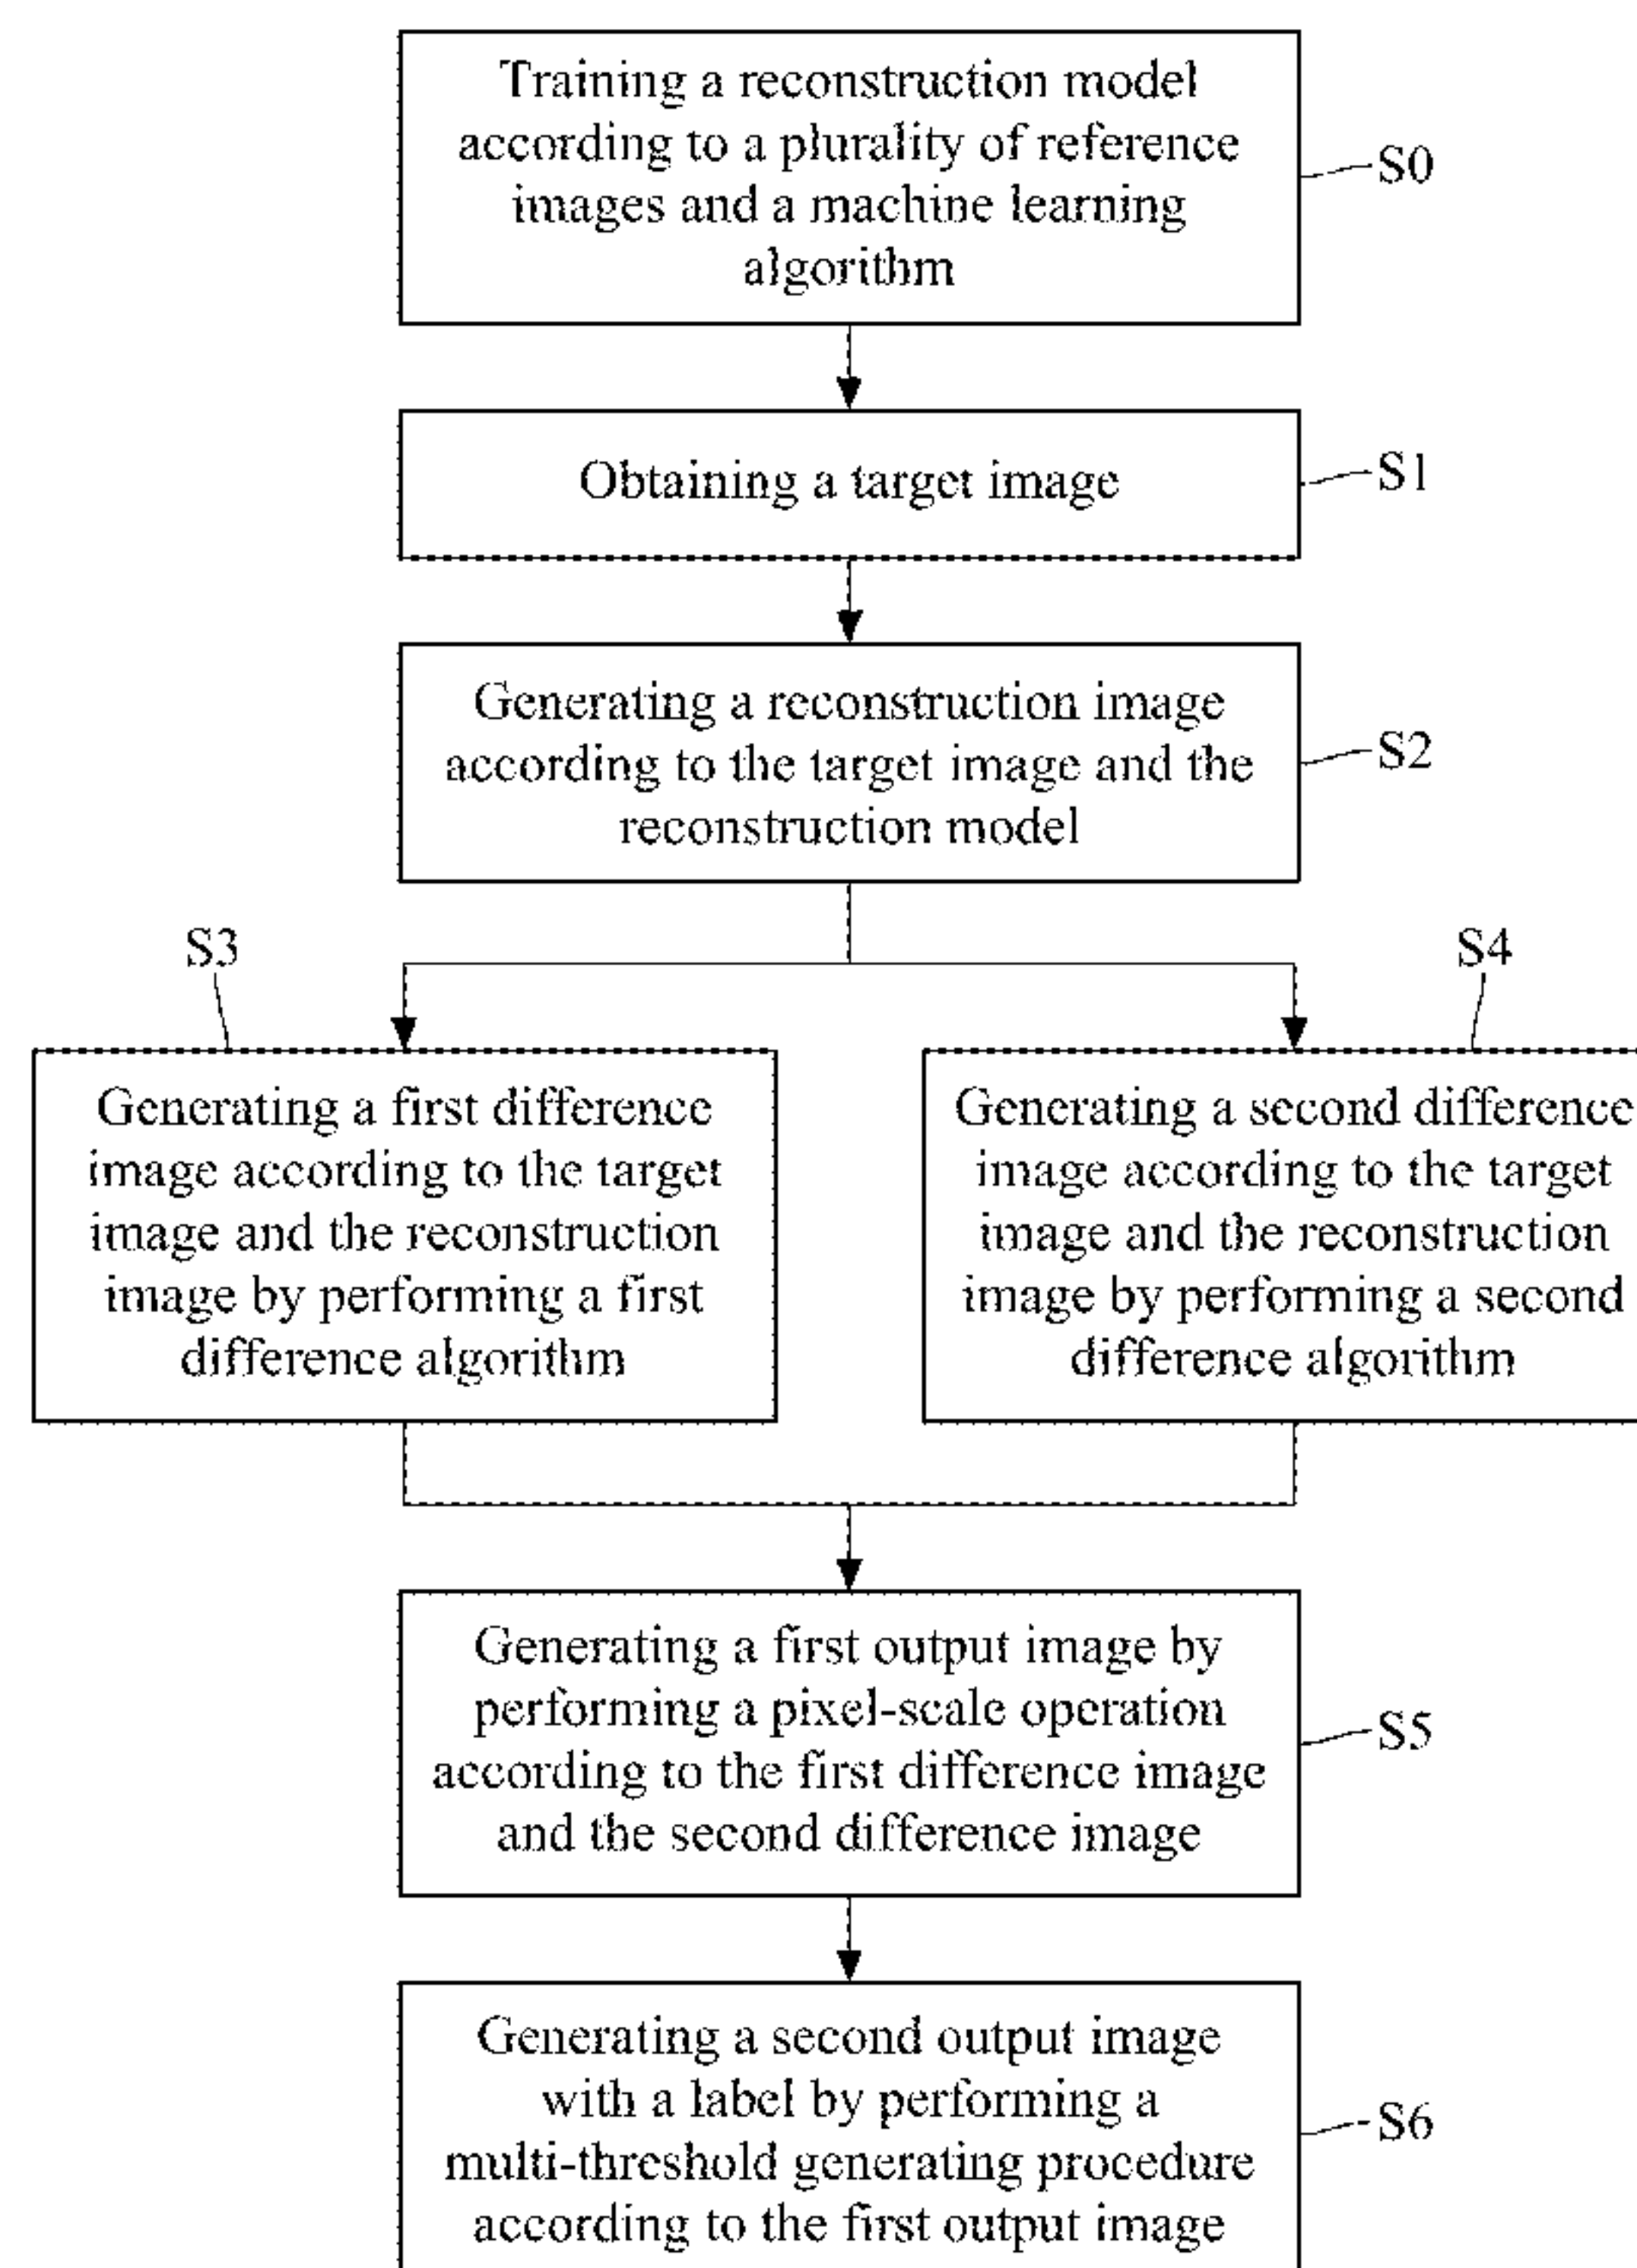 Training a reconstruction model
according to a plurality of reference
images and a machine learning
algorithm
S0
Obtaining a target image
S1
Generating a reconstruction image
according to the target image and the
reconstruction model
S2
S3
Generating a first difference
image according to the target
image and the reconstruction
image by performing a first
difference algorithm
S4
Generating a second difference
image according to the target
image and the reconstruction
image by performing a second
difference algorithm
Generating a first output image by
performing a pixel-scale operation
according to the first difference image
and the second difference image
S5
Generating a second output image
with a label by performing a
multi-threshold generating procedure
according to the first output image
S6